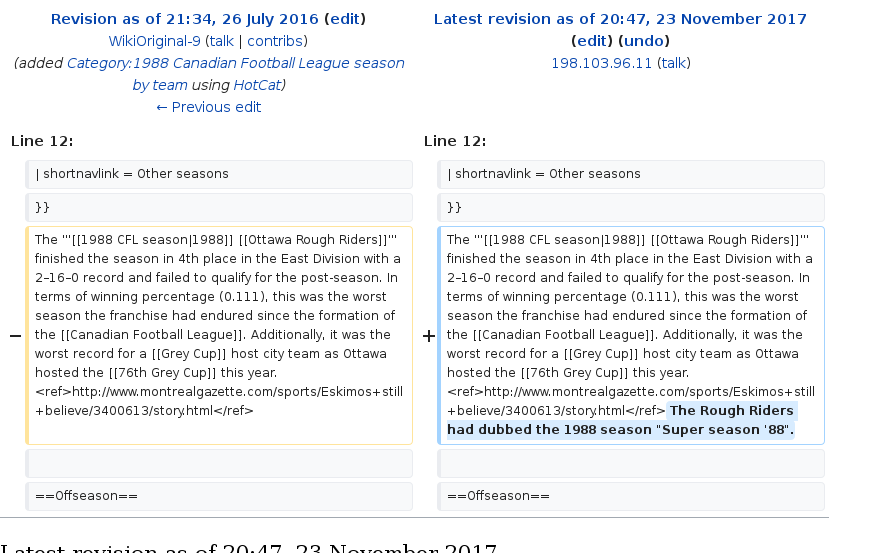 Revision as of 21:34, 26 July 2016 (edit)
WikiOriginal-9 (talk | contribs)
(added Category:1988 Canadian Football League season
by team using HotCat)
← Previous edit
Latest revision as of 20:47, 23 November 2017
(edit) (undo)
198.103.96.11 (talk)
Line 12:
| shortnavlink = Other seasons
}}
− The '''[[1988 CFL season|1988]] [[Ottawa Rough Riders]]'''
finished the season in 4th place in the East Division with a
2–16–0 record and failed to qualify for the post-season. In
terms of winning percentage (0.111), this was the worst
season the franchise had endured since the formation of
the [[Canadian Football League]]. Additionally, it was the
worst record for a [[Grey Cup]] host city team as Ottawa
hosted the [[76th Grey Cup]] this year.
<ref>http://www.montrealgazette.com/sports/Eskimos+still
+believe/3400613/story.html</ref>
==Offseason==
Line 12:
| shortnavlink = Other seasons
}}
+ The '''[[1988 CFL season|1988]] [[Ottawa Rough Riders]]'''
finished the season in 4th place in the East Division with a
2–16–0 record and failed to qualify for the post-season. In
terms of winning percentage (0.111), this was the worst
season the franchise had endured since the formation of
the [[Canadian Football League]]. Additionally, it was the
worst record for a [[Grey Cup]] host city team as Ottawa
hosted the [[76th Grey Cup]] this year.
<ref>http://www.montrealgazette.com/sports/Eskimos+still
+believe/3400613/story.html</ref> The Rough Riders
had dubbed the 1988 season "Super season '88".
==Offseason==
Latest revision as of 20:47, 23 November 2017